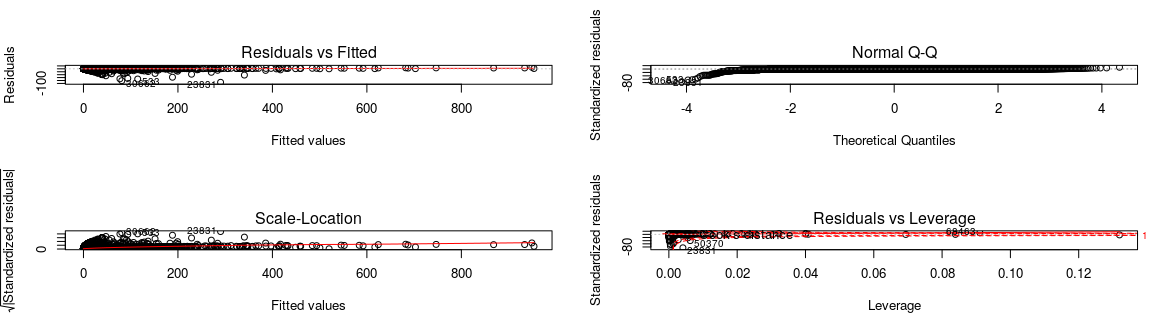 Residuals vs Fitted
Residuals
-100
23831
0 200 400 600 800
Fitted values
Normal Q-Q
Standardized residuals
-80
-4 -2 0 2 4
Theoretical Quantiles
Scale-Location
√|Standardized residuals|
0
23831
0 200 400 600 800
Fitted values
Residuals vs Leverage
Standardized residuals
-80
Cook's distance
50370
23831
1
0.00 0.02 0.04 0.06 0.08 0.10 0.12
Leverage